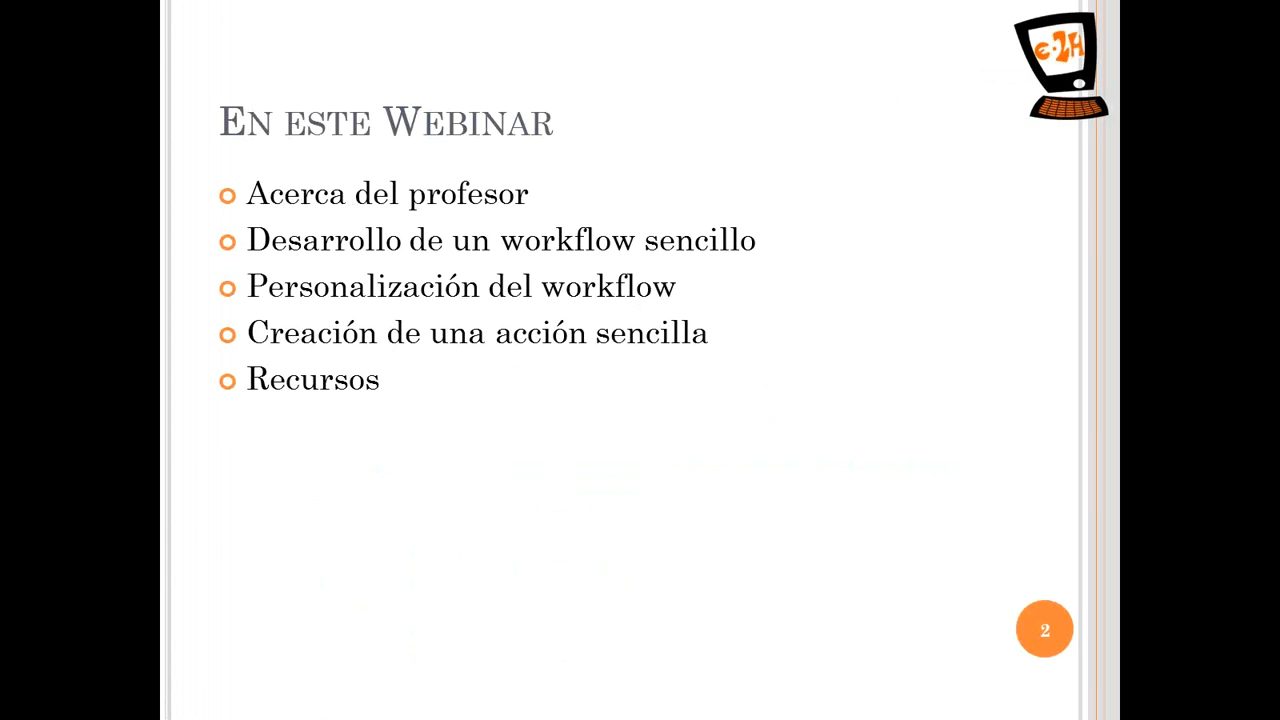 e·2H
En este Webinar
Acerca del profesor
Desarrollo de un workflow sencillo
Personalización del workflow
Creación de una acción sencilla
Recursos
2